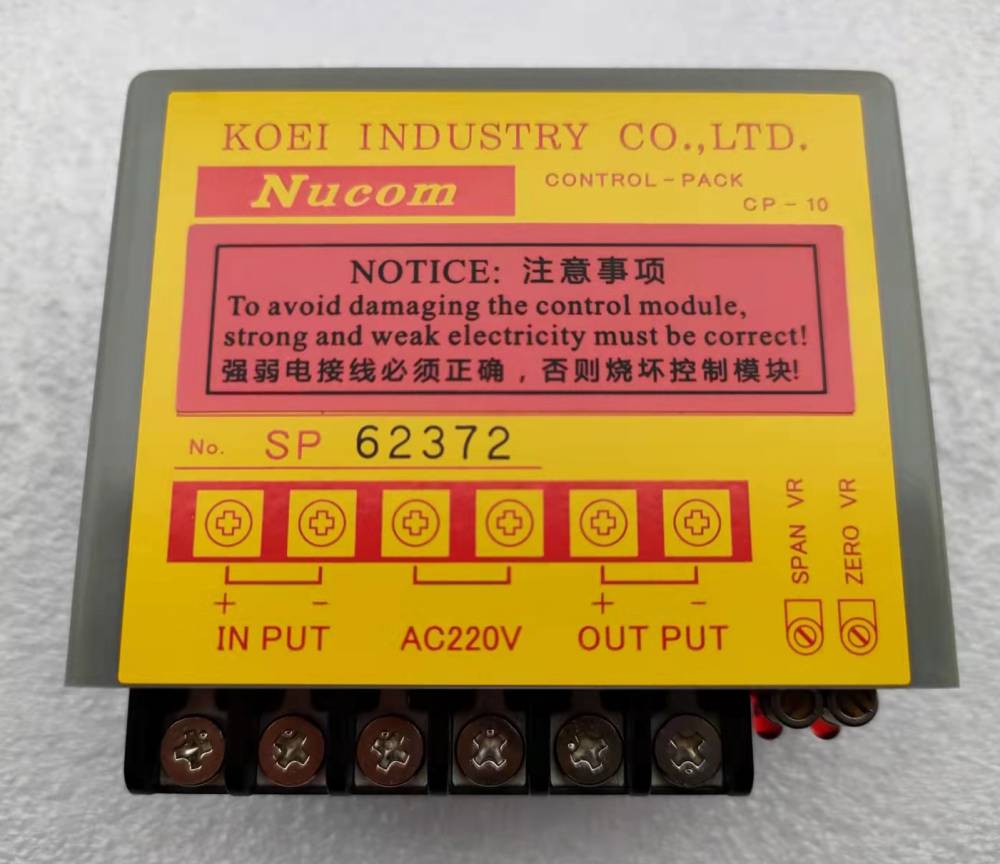 KOEI INDUSTRY CO.,LTD.
Nucom
CONTROL-PACK
CP-10
NOTICE: 注意事项
To avoid damaging the control module,
strong and weak electricity must be correct!
强弱电接线必须正确，否则烧坏控制模块!
No. SP 62372
SPAN VR
ZERO VR
+ -
IN PUT
AC220V
+ -
OUT PUT